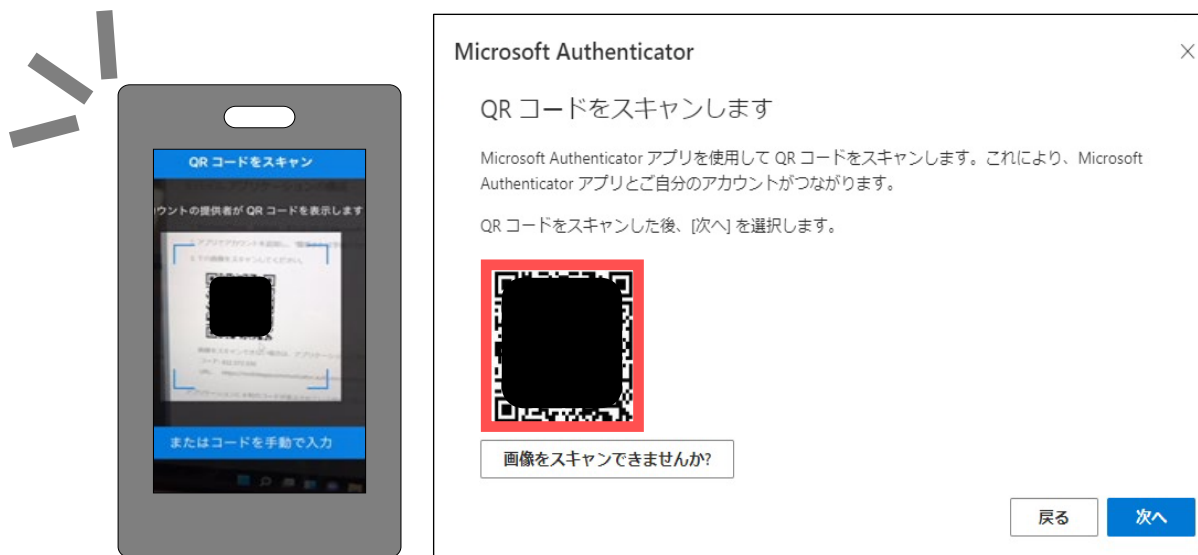 QR コードをスキャン
ウントの提供者が QR コードを表示します
またはコードを手動で入力
Microsoft Authenticator
QR コードをスキャンします
Microsoft Authenticator アプリを使用して QR コードをスキャンします。これにより、Microsoft
Authenticator アプリとご自分のアカウントがつながります。
QR コードをスキャンした後、[次へ] を選択します。
画像をスキャンできませんか?
戻る
次へ